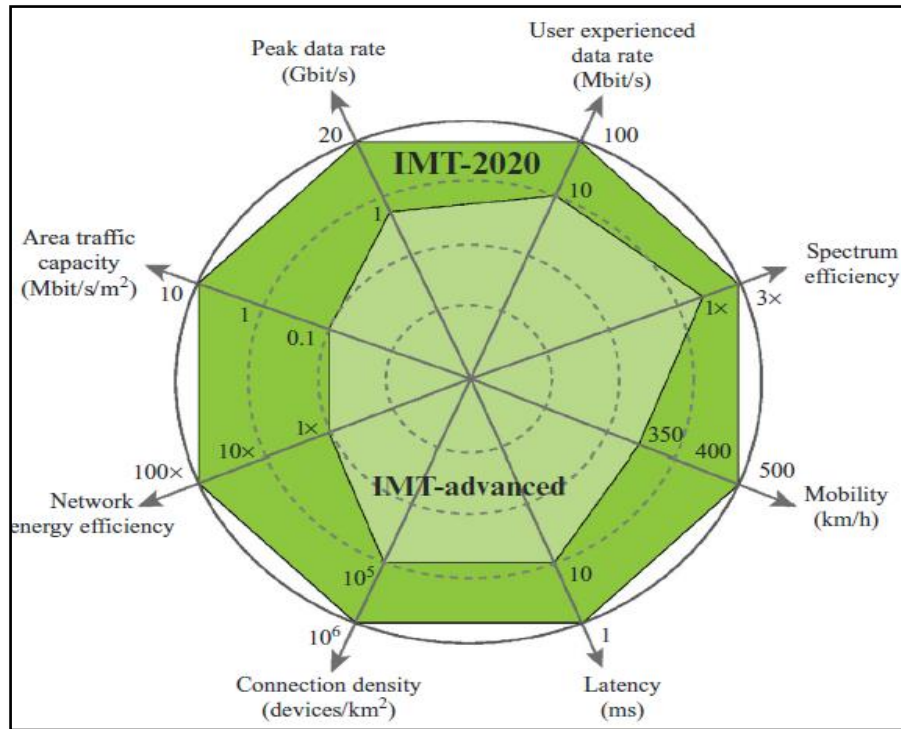 User experienced
data rate
(Mbit/s)
Peak data rate
(Gbit/s)
20
100
IMT-2020
1
10
Area traffic
capacity
(Mbit/s/m²)
Spectrum
efficiency
10
1
0.1
1×
3×
1×
10×
100×
350
400
500
Network
energy efficiency
IMT-advanced
Mobility
(km/h)
10⁵
10
10⁶
1
Connection density
(devices/km²)
Latency
(ms)